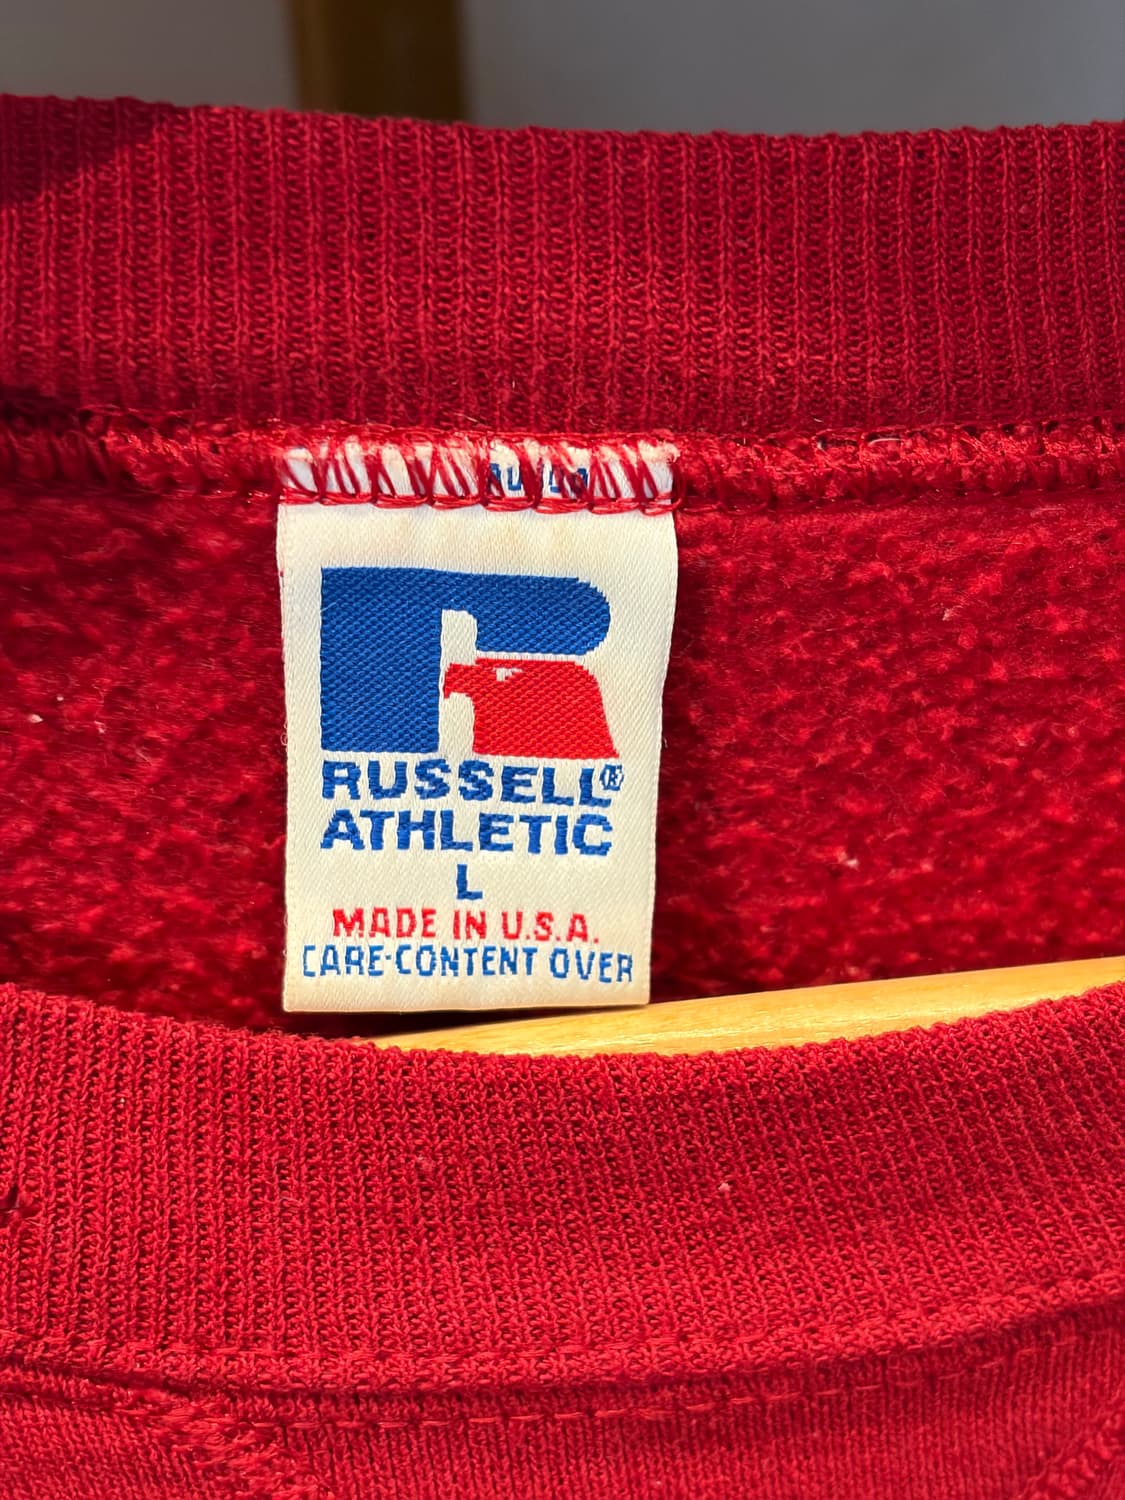 RUSSELL®
ATHLETIC
L
MADE IN U.S.A.
CARE-CONTENT OVER